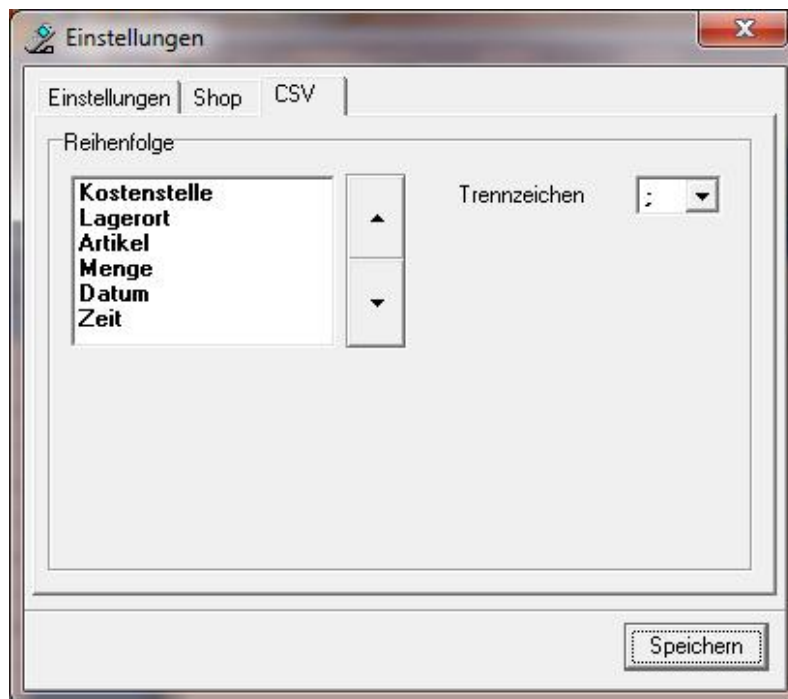 Einstellungen
Einstellungen Shop CSV
Reihenfolge
Kostenstelle
Lagerort
Artikel
Menge
Datum
Zeit
Trennzeichen ;
Speichern